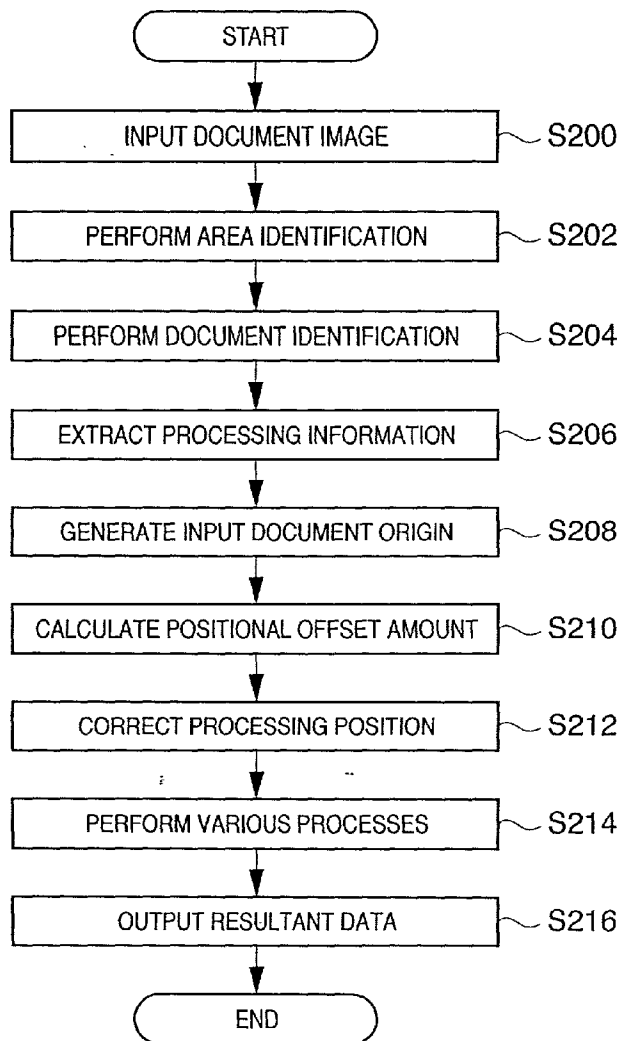 START
INPUT DOCUMENT IMAGE S200
PERFORM AREA IDENTIFICATION S202
PERFORM DOCUMENT IDENTIFICATION S204
EXTRACT PROCESSING INFORMATION S206
GENERATE INPUT DOCUMENT ORIGIN S208
CALCULATE POSITIONAL OFFSET AMOUNT S210
CORRECT PROCESSING POSITION S212
PERFORM VARIOUS PROCESSES S214
OUTPUT RESULTANT DATA S216
END